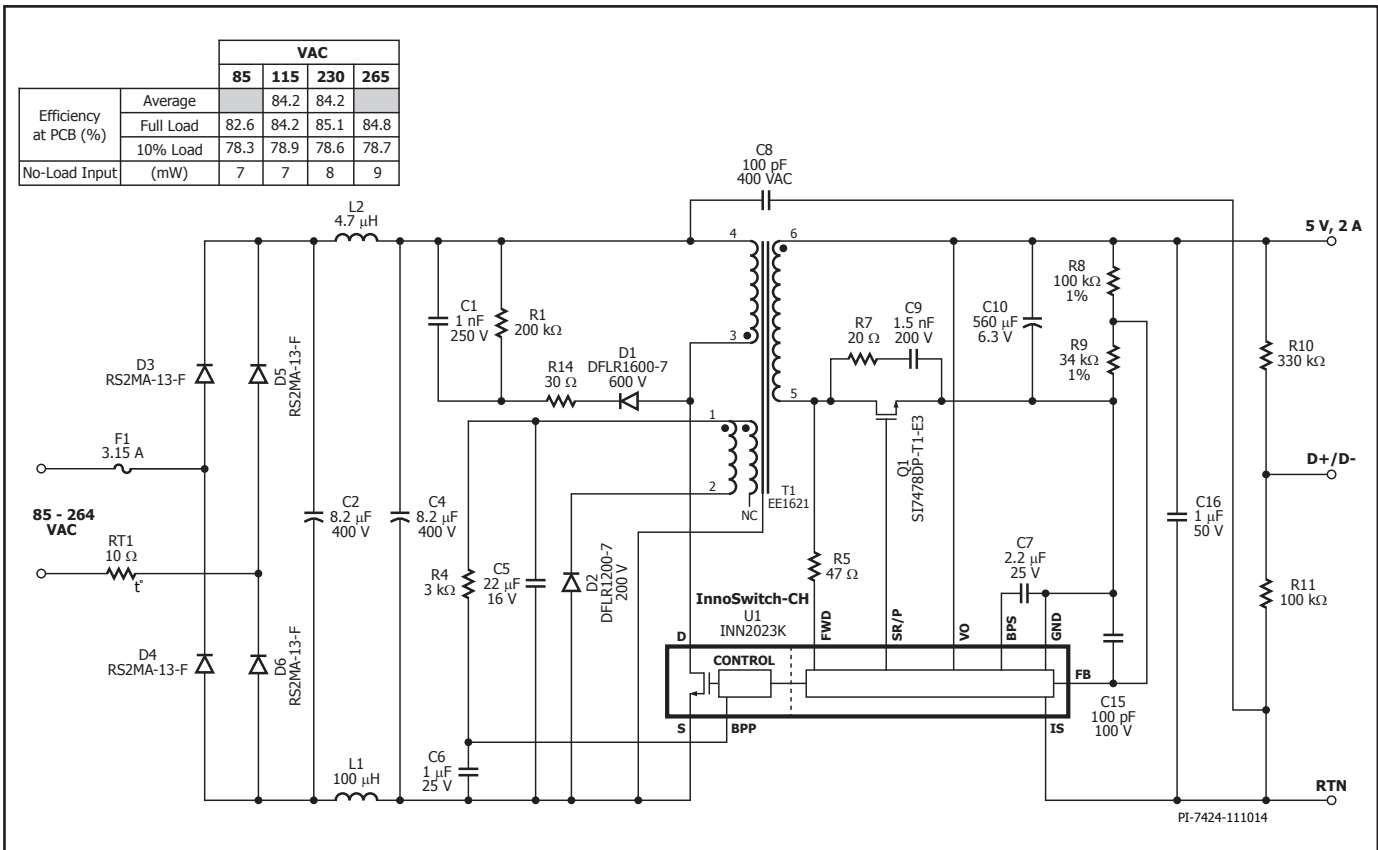 VAC
85 115 230 265
Efficiency at PCB (%)
Average 84.2 84.2
Full Load 82.6 84.2 85.1 84.8
10% Load 78.3 78.9 78.6 78.7
No-Load Input (mW) 7 7 8 9
C8
100 pF
400 VAC
L2
4.7 μH
4
6
5 V, 2 A
C1
1 nF
250 V
R1
200 kΩ
3
R14
30 Ω
D1
DFLR1600-7
600 V
R7
20 Ω
C9
1.5 nF
200 V
C10
560 μF
6.3 V
R8
100 kΩ
1%
R9
34 kΩ
1%
R10
330 kΩ
D3
RS2MA-13-F
D5
RS2MA-13-F
5
1
2
NC
T1
EE1621
Q1
SI7478DP-T1-E3
F1
3.15 A
D+/D-
85 - 264
VAC
RT1
10 Ω
t°
C2
8.2 μF
400 V
C4
8.2 μF
400 V
R4
3 kΩ
C5
22 μF
16 V
D2
DFLR1200-7
200 V
R5
47 Ω
C7
2.2 μF
25 V
C16
1 μF
50 V
R11
100 kΩ
InnoSwitch-CH
U1
INN2023K
D
FWD
SR/P
VO
BPS
GND
CONTROL
FB
D4
RS2MA-13-F
D6
RS2MA-13-F
S
BPP
IS
C15
100 pF
100 V
C6
1 μF
25 V
L1
100 μH
RTN
PI-7424-111014